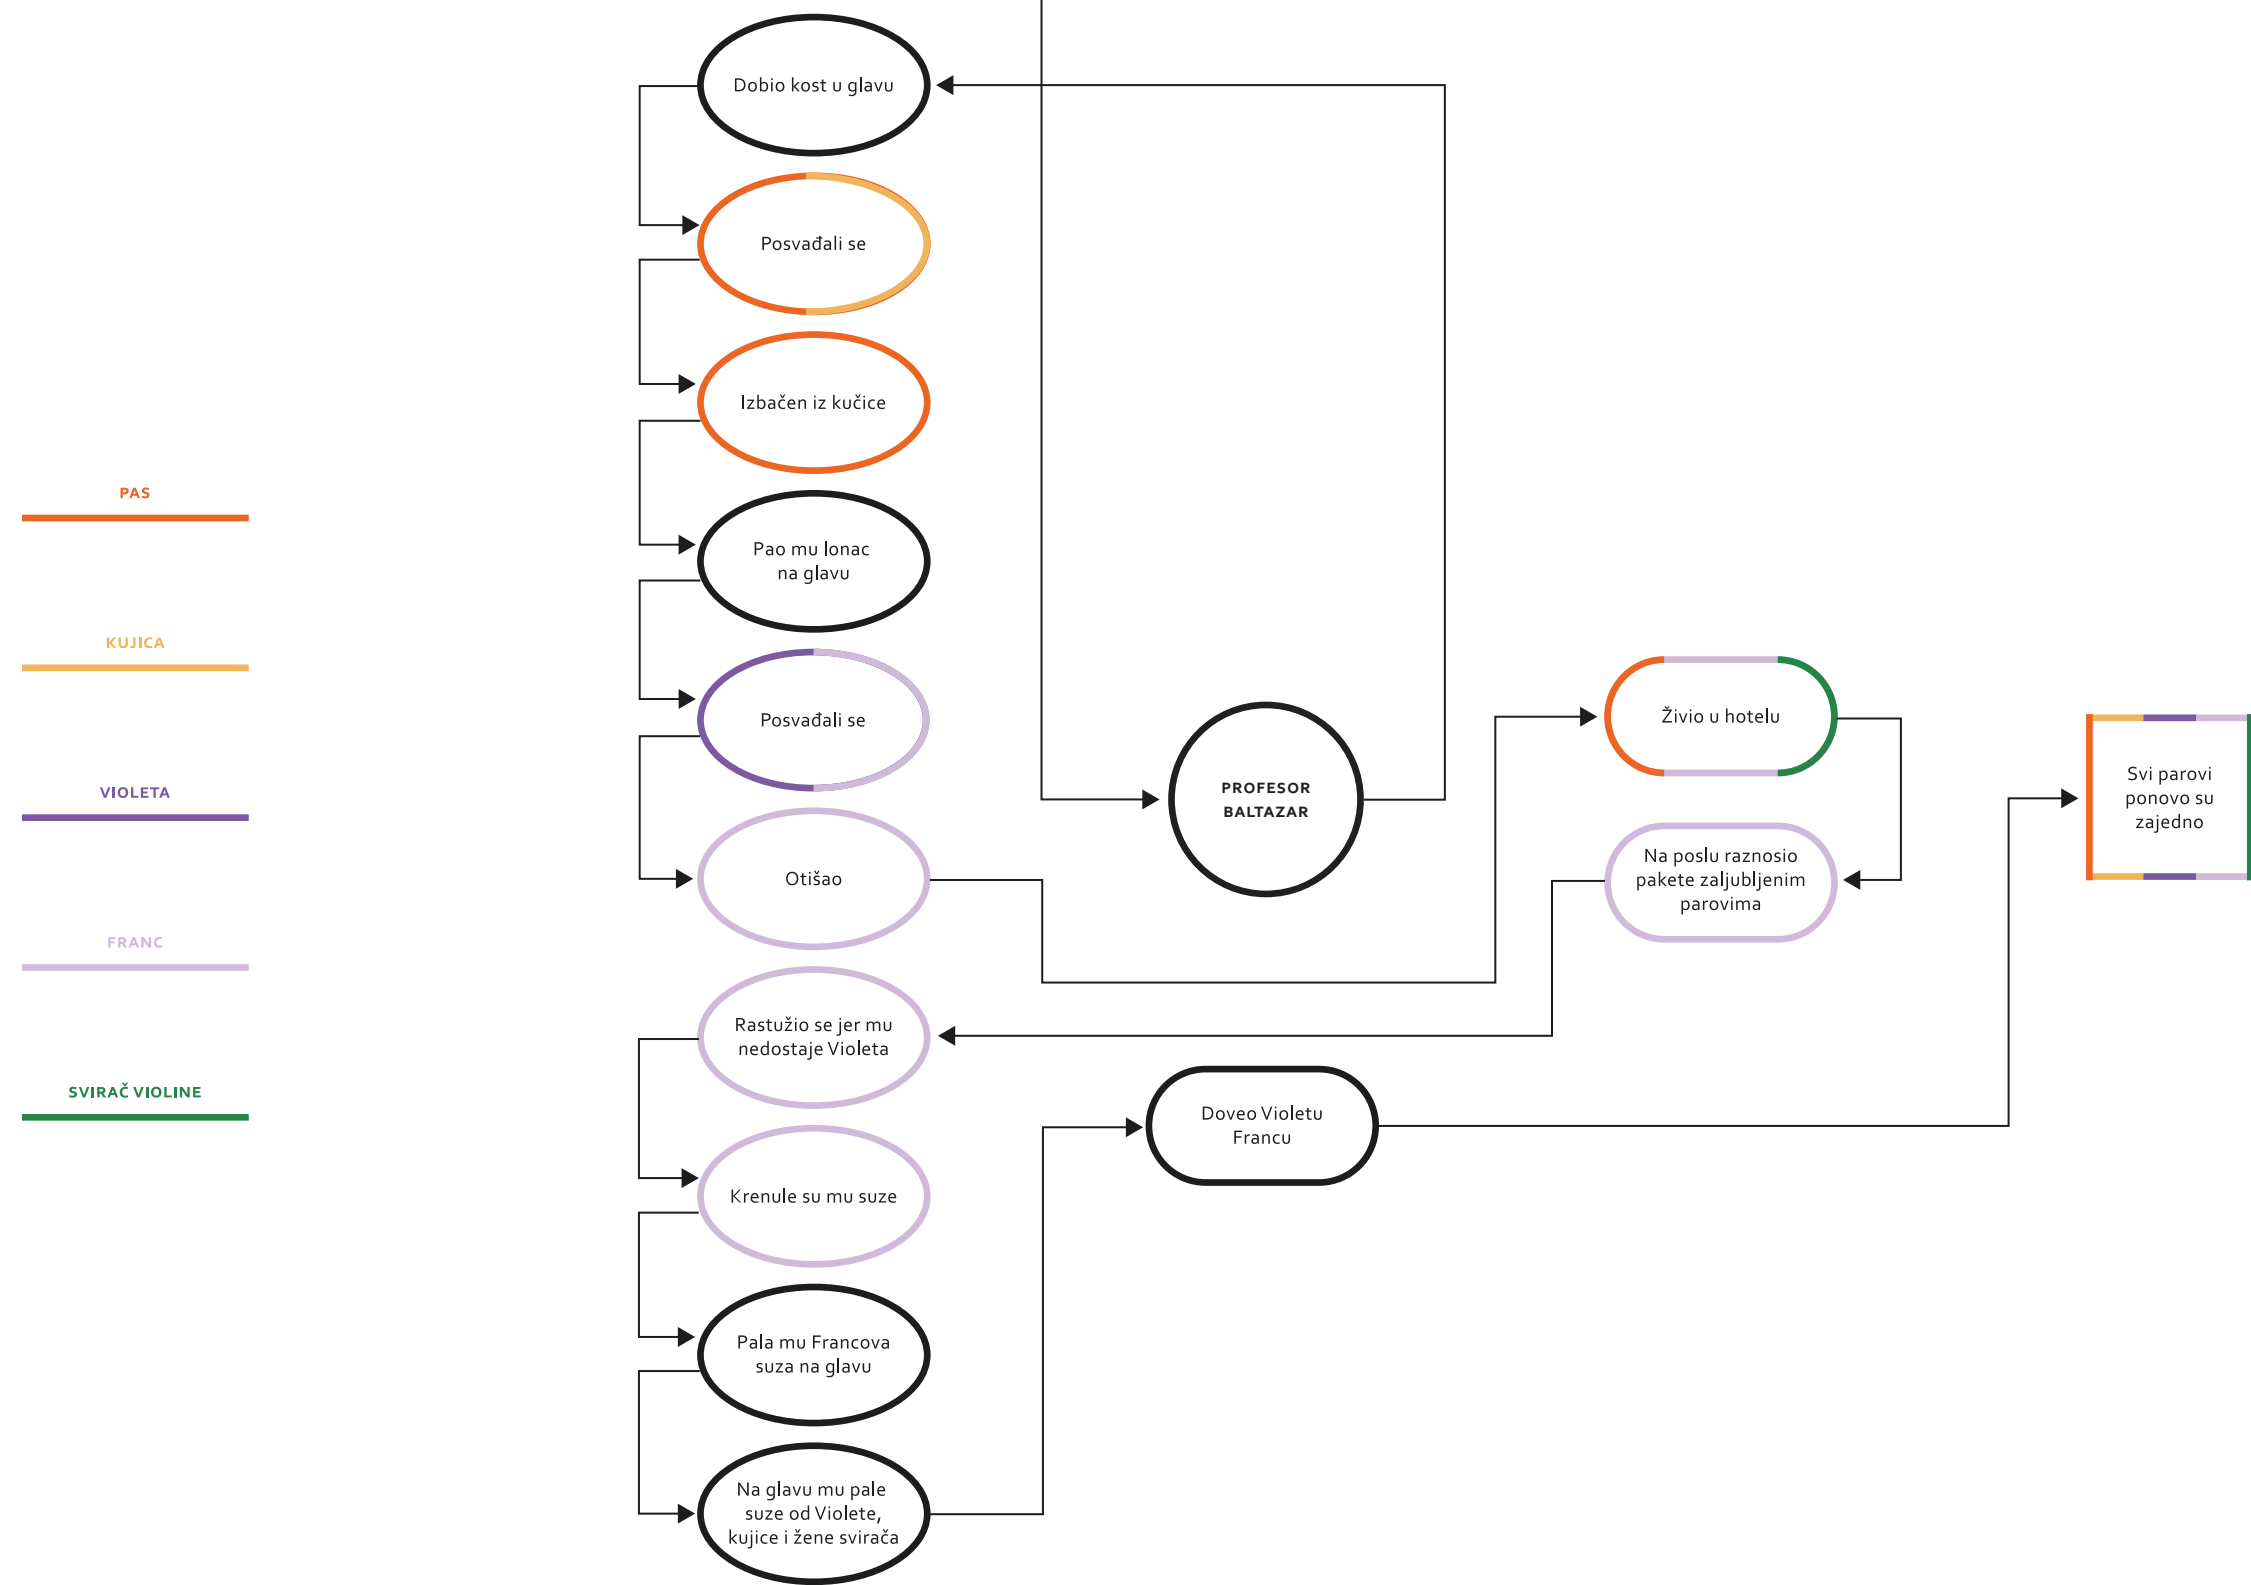 PAS
KUJICA
VIOLETA
FRANC
SVIRAČ VIOLINE
Dobio kost u glavu
Posvađali se
Izbačen iz kučice
Pao mu lonac
na glavu
Posvađali se
Otišao
Rastužio se jer mu
nedostaje Violeta
Krenule su mu suze
Pala mu Francova
suza na glavu
Na glavu mu pale
suze od Violete,
kujice i žene svirača
PROFESOR
BALTAZAR
Doveo Violetu
Francu
Živio u hotelu
Na poslu raznosio
pakete zaljubljenim
parovima
Svi parovi
ponovo su
zajedno